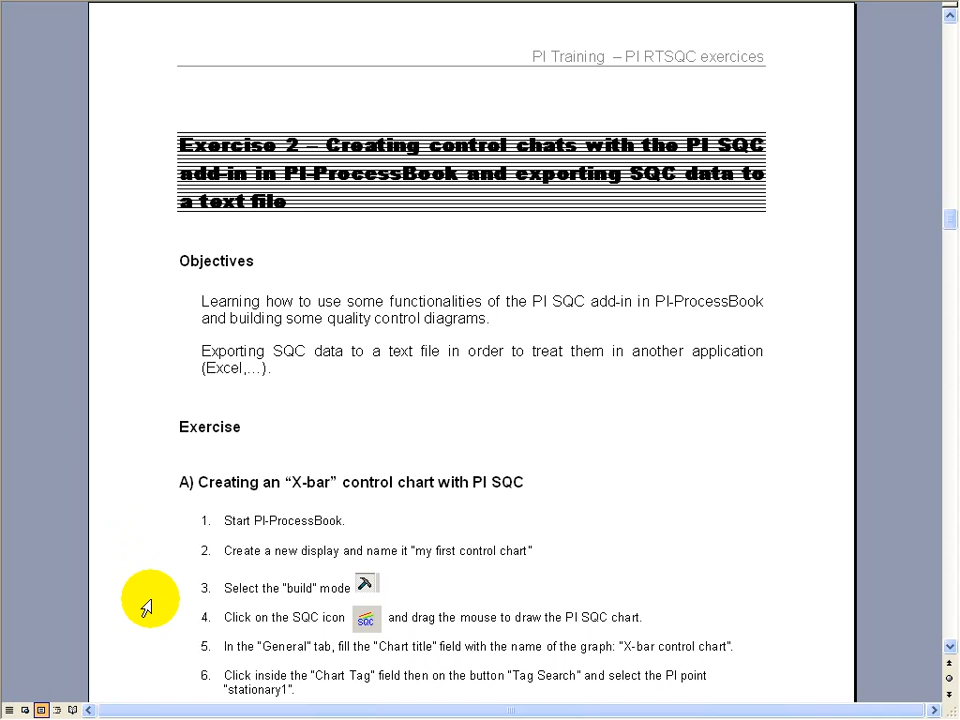 PI Training – PI RTSQC exercices
Exercise 2 – Creating control chats with the PI SQC
add-in in PI-ProcessBook and exporting SQC data to
a text file
Objectives
Learning how to use some functionalities of the PI SQC add-in in PI-ProcessBook
and building some quality control diagrams.
Exporting SQC data to a text file in order to treat them in another application
(Excel,…).
Exercise
A) Creating an “X-bar” control chart with PI SQC
1. Start PI-ProcessBook.
2. Create a new display and name it "my first control chart"
3. Select the "build" mode
4. Click on the SQC icon SQC and drag the mouse to draw the PI SQC chart.
5. In the "General" tab, fill the "Chart title" field with the name of the graph: "X-bar control chart".
6. Click inside the "Chart Tag" field then on the button "Tag Search" and select the PI point
"stationary1".